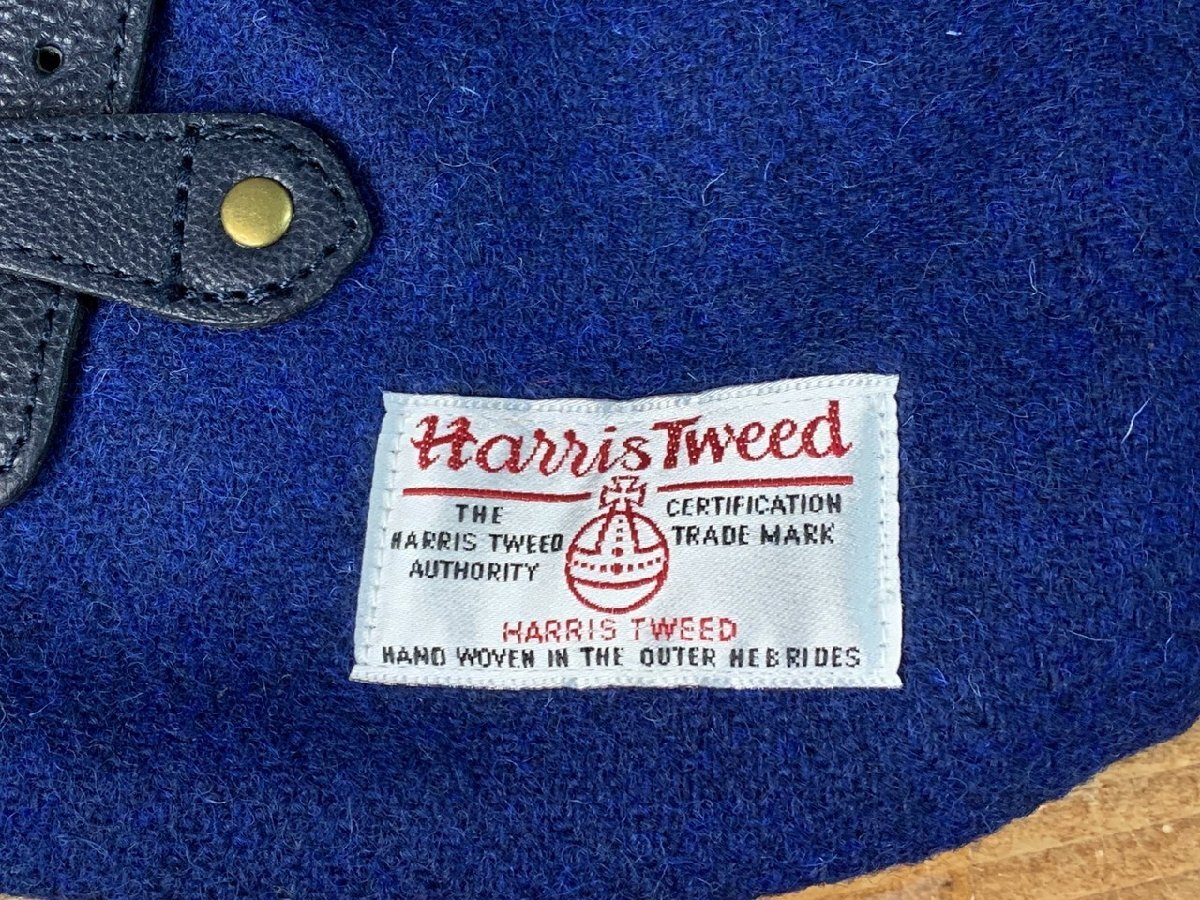 Harris Tweed
THE
HARRIS TWEED
AUTHORITY
CERTIFICATION
TRADE MARK
HARRIS TWEED
HAND WOVEN IN THE OUTER HEBRIDES